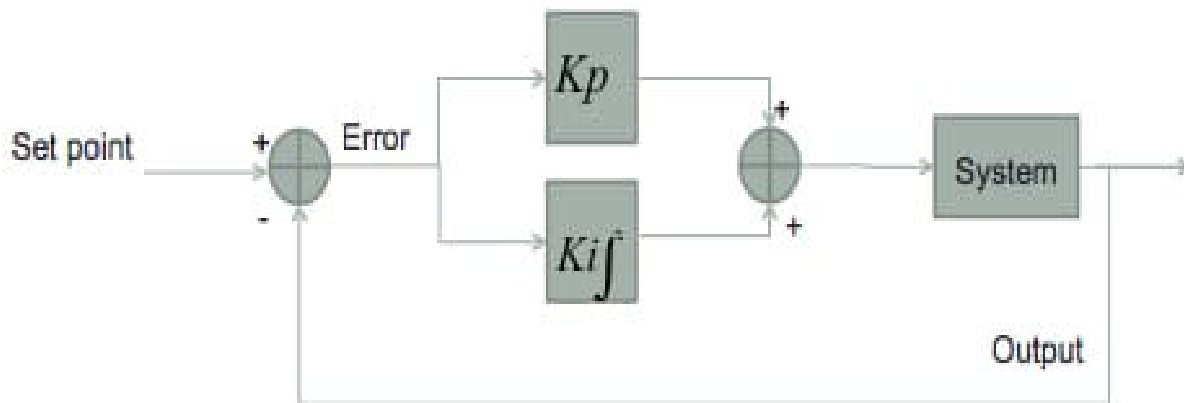 Kp
+
+
Error
Set point
System
-
+
Ki∫
Output